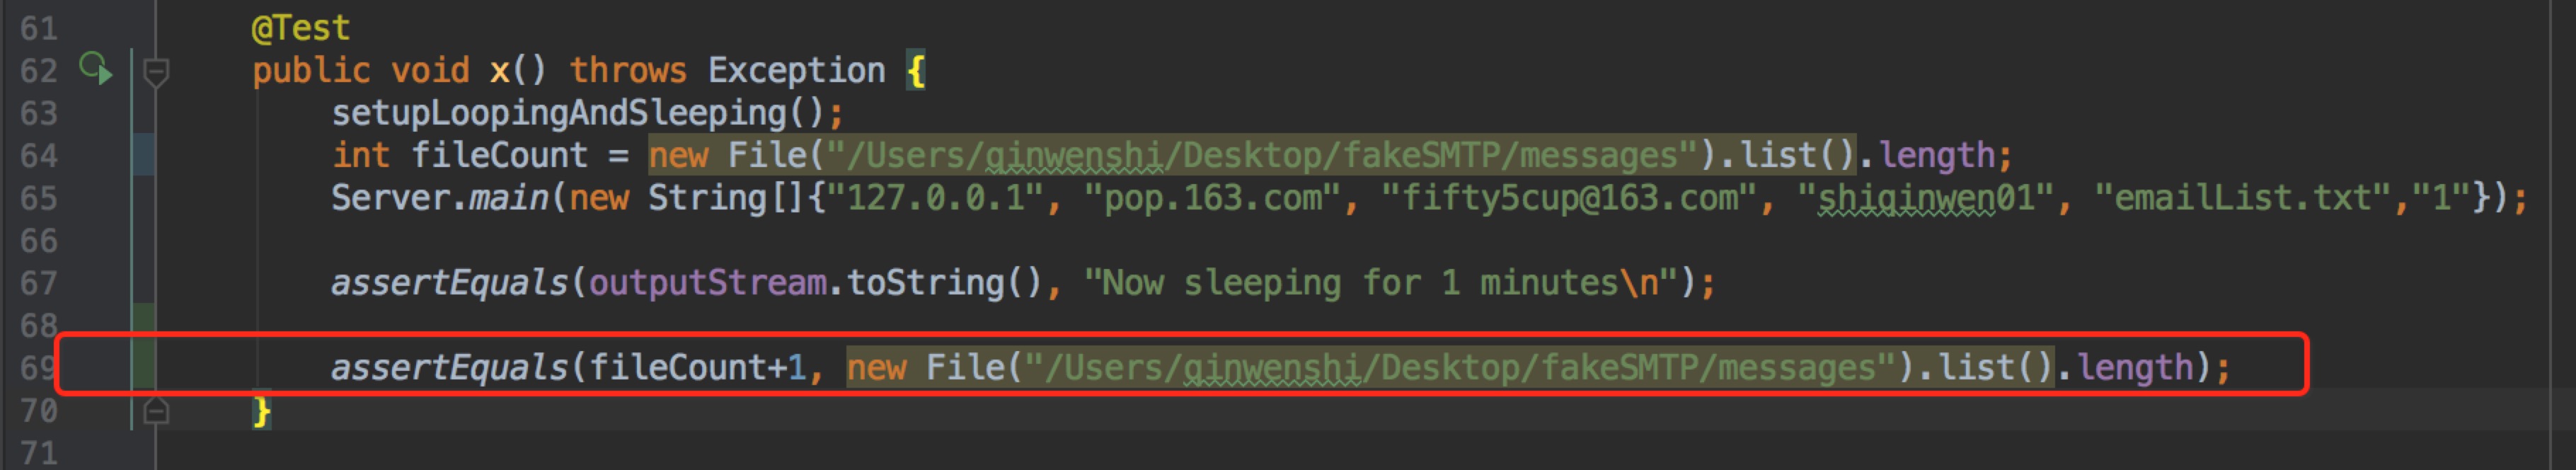 61 @Test
62 public void x() throws Exception {
63 setupLoopingAndSleeping();
64 int fileCount = new File("/Users/qinwenshi/Desktop/fakeSMTP/messages").list().length;
65 Server.main(new String[]{"127.0.0.1", "pop.163.com", "fifty5cup@163.com", "shiqinwen01", "emailList.txt","1"});
66
67 assertEquals(outputStream.toString(), "Now sleeping for 1 minutes\n");
68
69 assertEquals(fileCount+1, new File("/Users/qinwenshi/Desktop/fakeSMTP/messages").list().length);
70 }
71